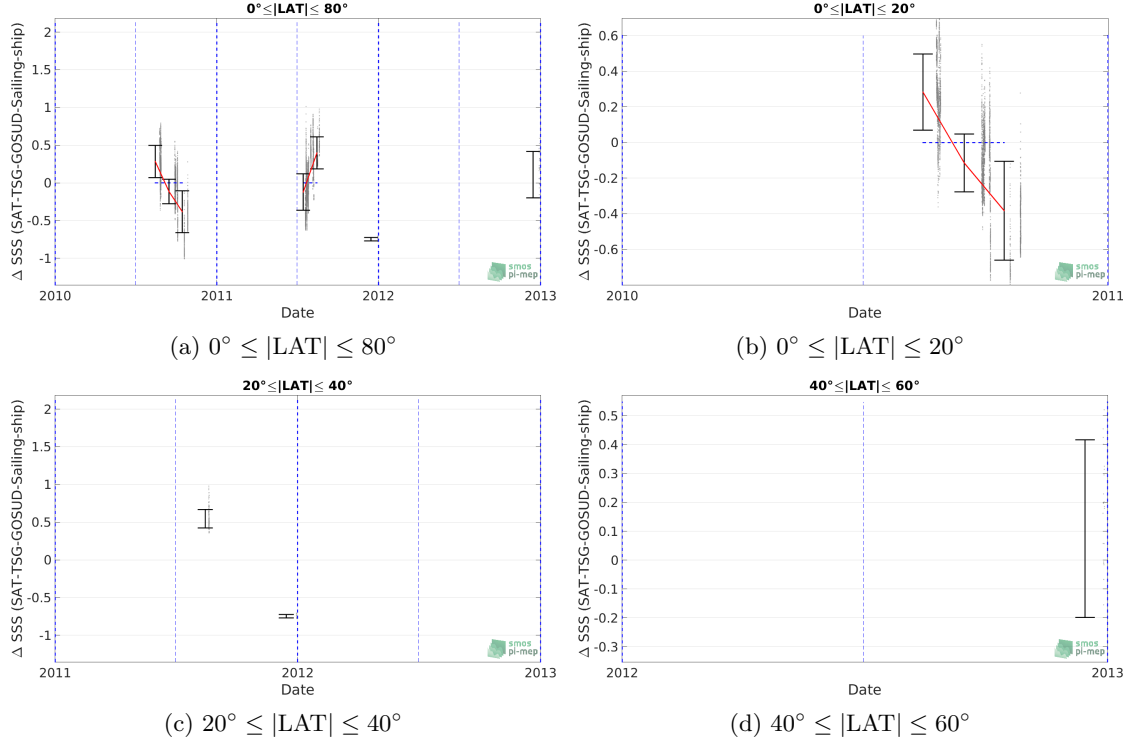 0°≤|LAT|≤ 80°
Δ SSS (SAT-TSG-GOSUD-Sailing-ship)
2
1.5
1
0.5
0
-0.5
-1
2010
2011
2012
2013
Date
smos
pi-mep
(a) 0° ≤ |LAT| ≤ 80°
0°≤|LAT|≤ 20°
Δ SSS (SAT-TSG-GOSUD-Sailing-ship)
0.6
0.4
0.2
0
-0.2
-0.4
-0.6
2010
2011
Date
smos
pi-mep
(b) 0° ≤ |LAT| ≤ 20°
20°≤|LAT|≤ 40°
Δ SSS (SAT-TSG-GOSUD-Sailing-ship)
2
1.5
1
0.5
0
-0.5
-1
2011
2012
2013
Date
smos
pi-mep
(c) 20° ≤ |LAT| ≤ 40°
40°≤|LAT|≤ 60°
Δ SSS (SAT-TSG-GOSUD-Sailing-ship)
0.5
0.4
0.3
0.2
0.1
0
-0.1
-0.2
-0.3
2012
2013
Date
smos
pi-mep
(d) 40° ≤ |LAT| ≤ 60°